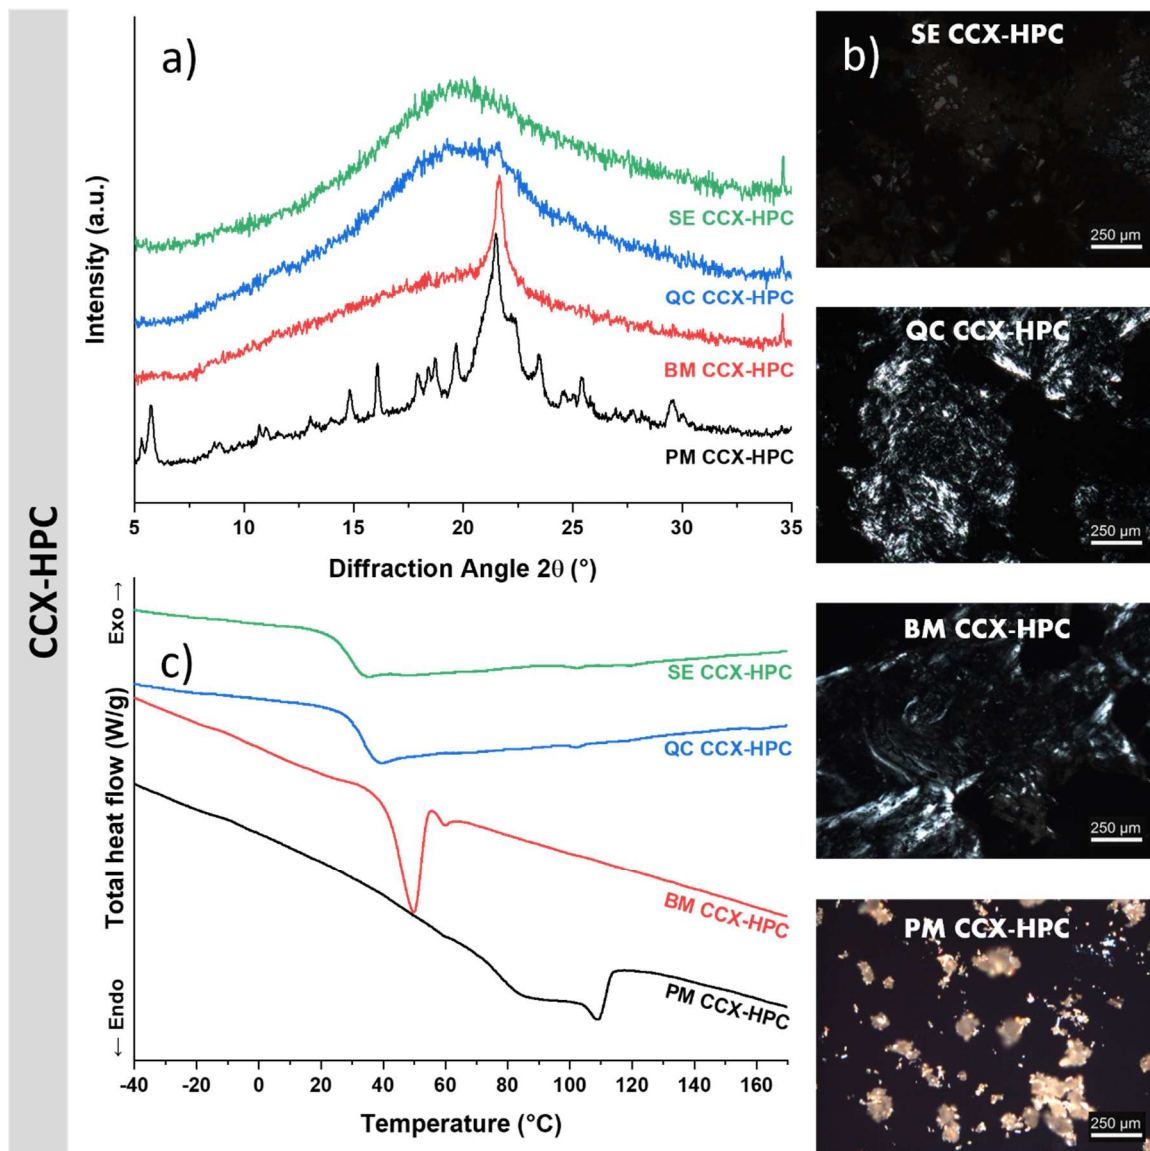 CCX-HPC
a)
Intensity (a.u.)
SE CCX-HPC
QC CCX-HPC
BM CCX-HPC
PM CCX-HPC
5 10 15 20 25 30 35
Diffraction Angle 2θ (°)
b)
SE CCX-HPC
250 µm
QC CCX-HPC
250 µm
BM CCX-HPC
250 µm
PM CCX-HPC
250 µm
c)
Exo →
Total heat flow (W/g)
← Endo
SE CCX-HPC
QC CCX-HPC
BM CCX-HPC
PM CCX-HPC
-40 -20 0 20 40 60 80 100 120 140 160
Temperature (°C)